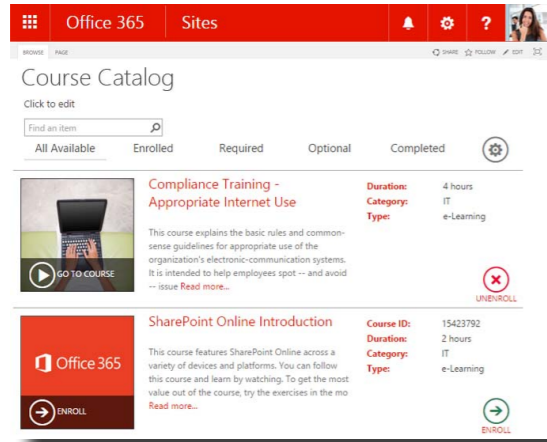 Office 365 Sites ?
BROWSE PAGE SHARE FOLLOW EDIT
Course Catalog
Click to edit
Find an item
All Available Enrolled Required Optional Completed
Compliance Training -
Appropriate Internet Use
This course explains the basic rules and common-
sense guidelines for appropriate use of the
organization's electronic-communication systems.
It is intended to help employees spot -- and avoid
-- issue Read more...
GO TO COURSE
Duration: 4 hours
Category: IT
Type: e-Learning
UNENROLL
SharePoint Online Introduction
This course features SharePoint Online across a
variety of devices and platforms. You can follow
this course and learn by watching. To get the most
value out of the course, try the exercises in the mo
Read more...
Office 365
ENROLL
Course ID: 15423792
Duration: 2 hours
Category: IT
Type: e-Learning
ENROLL